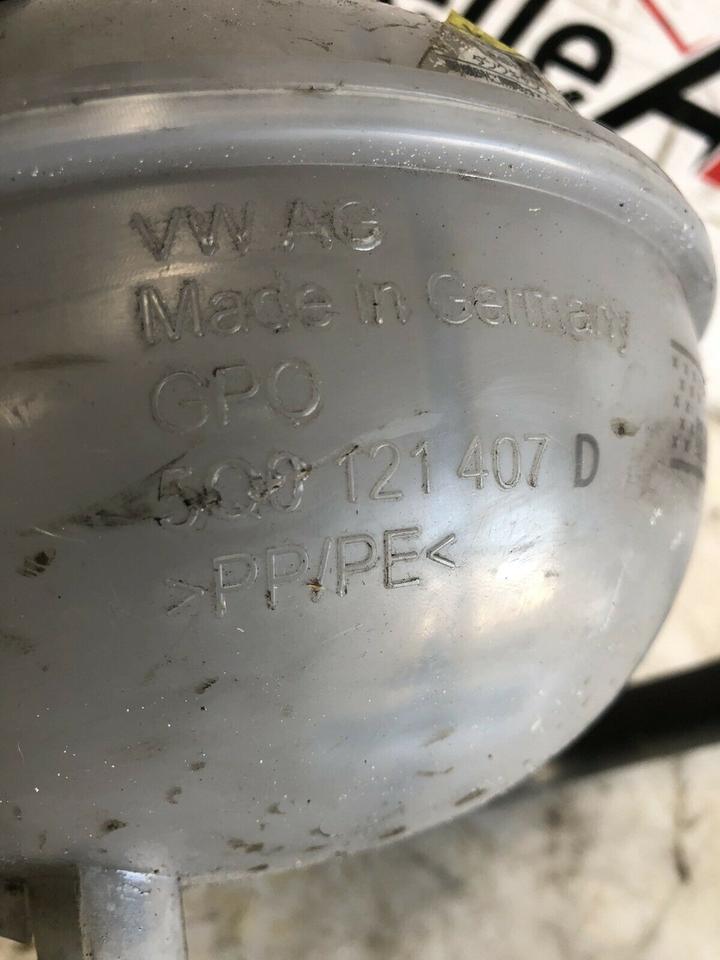 VW AG
Made in Germany
GPO
5Q0 121 407 D
>PP/PE<